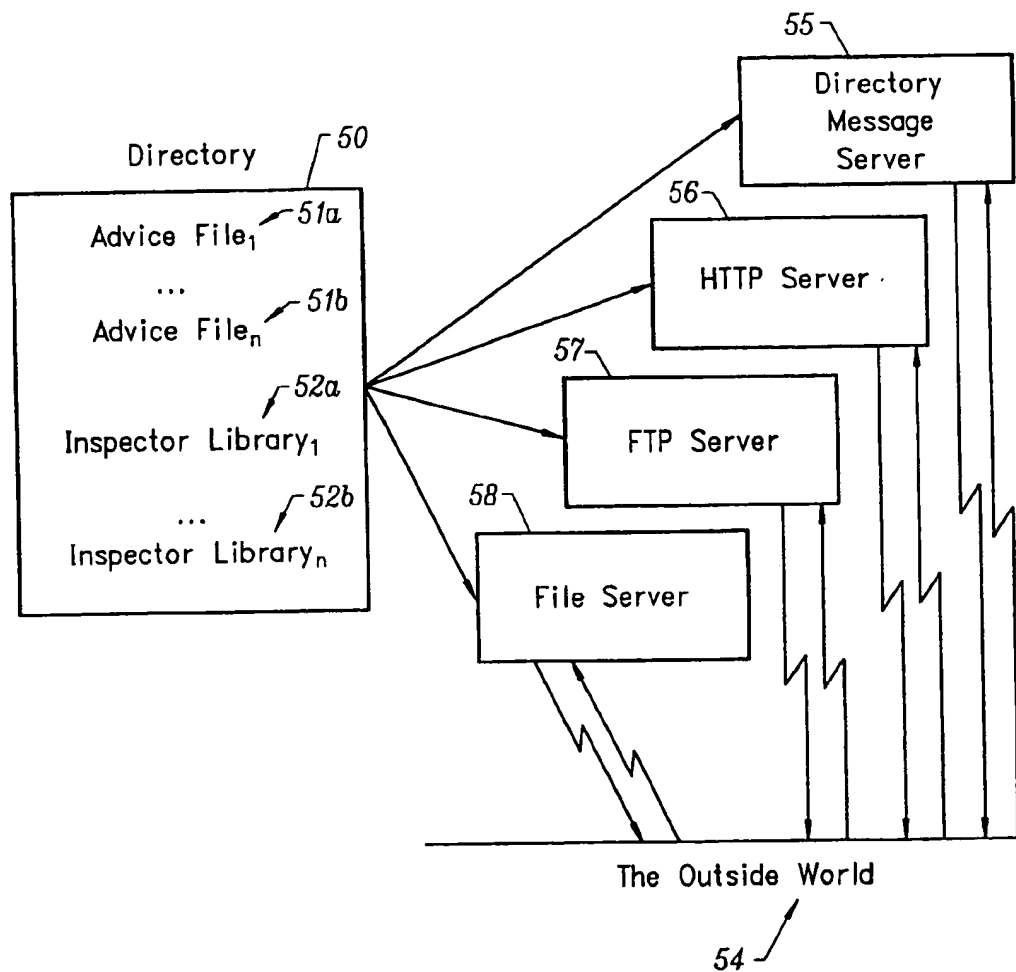 55
Directory
Message
Server
Directory
50
Advice File1
51a
...
Advice Filen
51b
Inspector Library1
52a
...
52b
Inspector Libraryn
56
HTTP Server
57
FTP Server
58
File Server
The Outside World
54